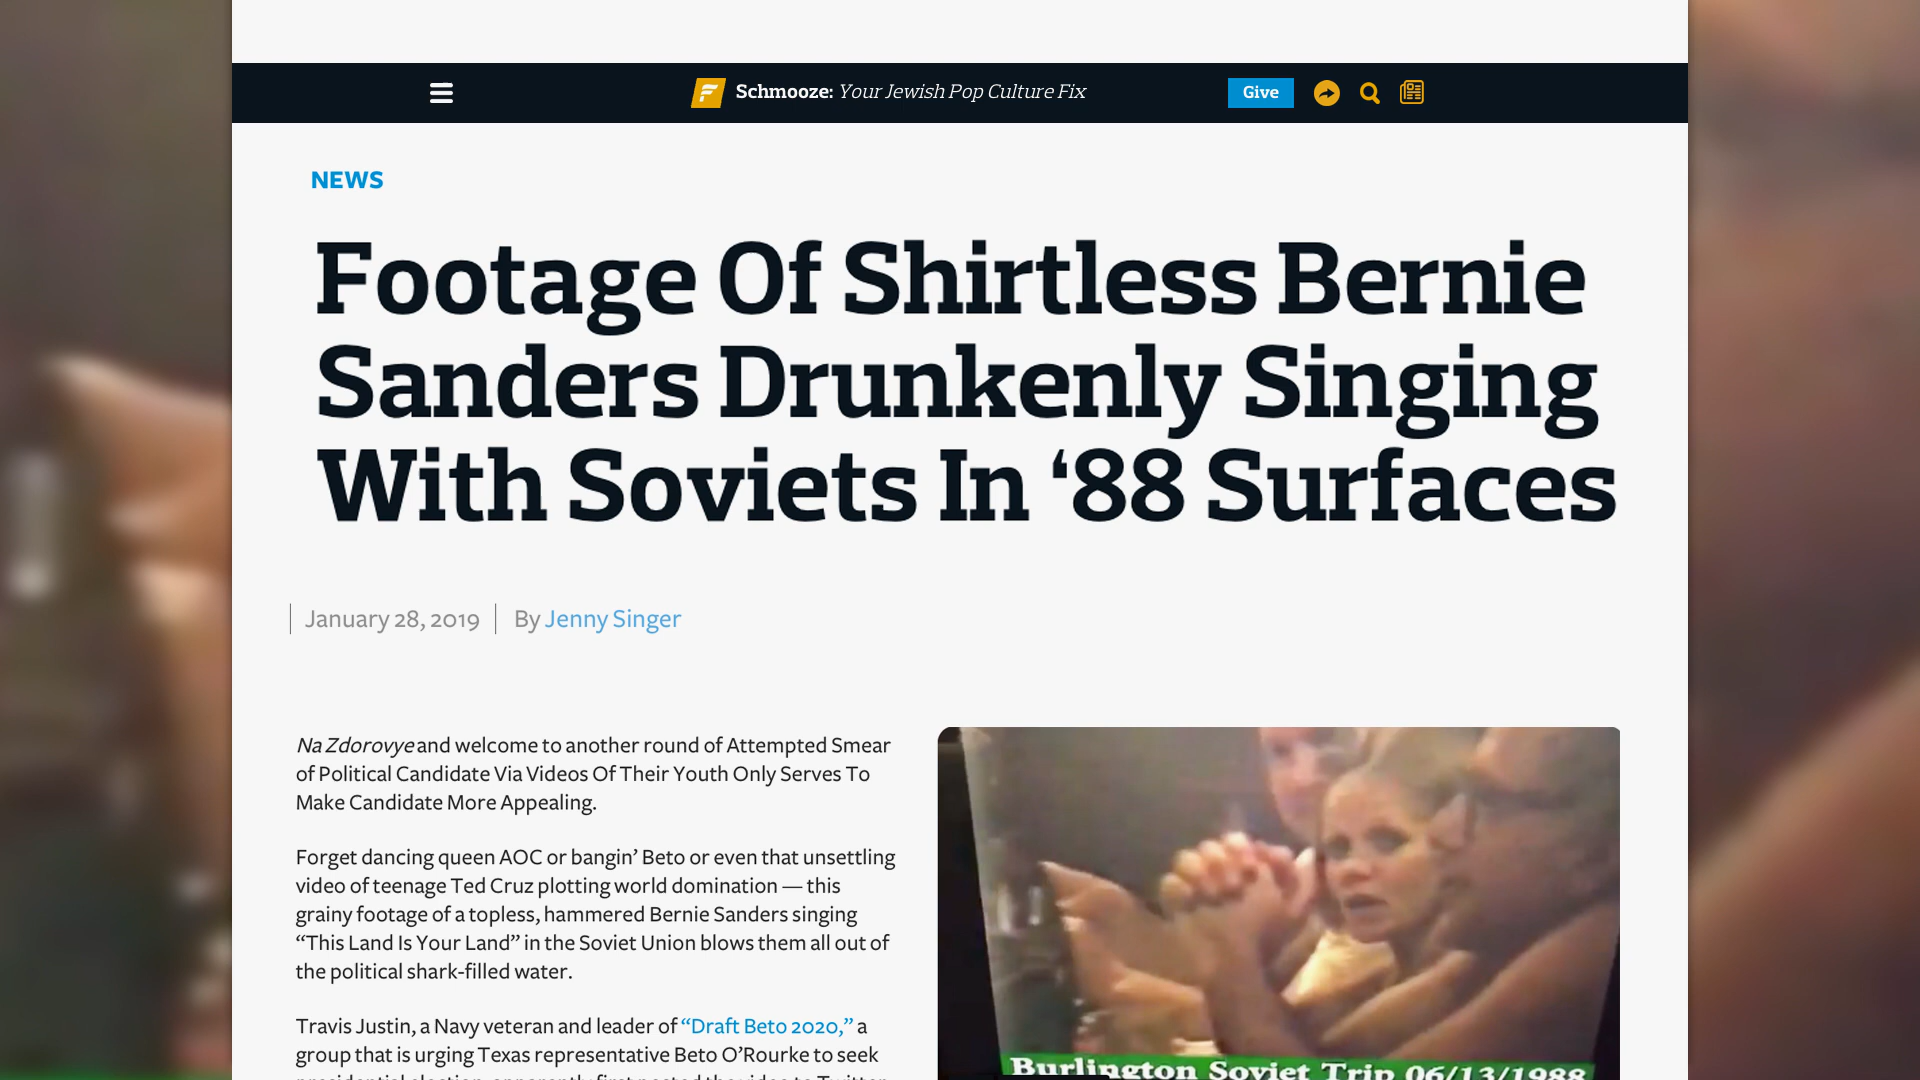 Schmooze: Your Jewish Pop Culture Fix
Give
NEWS
Footage Of Shirtless Bernie
Sanders Drunkenly Singing
With Soviets In ‘88 Surfaces
January 28, 2019
By Jenny Singer
Na Zdorovye and welcome to another round of Attempted Smear
of Political Candidate Via Videos Of Their Youth Only Serves To
Make Candidate More Appealing.
Forget dancing queen AOC or bangin’ Beto or even that unsettling
video of teenage Ted Cruz plotting world domination — this
grainy footage of a topless, hammered Bernie Sanders singing
“This Land Is Your Land” in the Soviet Union blows them all out of
the political shark-filled water.
Travis Justin, a Navy veteran and leader of “Draft Beto 2020,” a
group that is urging Texas representative Beto O’Rourke to seek
Burlington Soviet Trip 06/13/1988